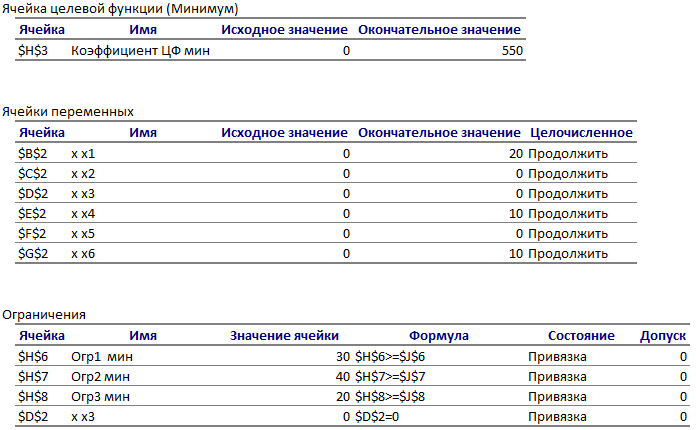 Ячейка целевой функции (Минимум)
Ячейка Имя Исходное значение Окончательное значение
$H$3 Коэффициент ЦФ мин 0 550
Ячейки переменных
Ячейка Имя Исходное значение Окончательное значение Целочисленное
$B$2 x x1 0 20 Продолжить
$C$2 x x2 0 0 Продолжить
$D$2 x x3 0 0 Продолжить
$E$2 x x4 0 10 Продолжить
$F$2 x x5 0 0 Продолжить
$G$2 x x6 0 10 Продолжить
Ограничения
Ячейка Имя Значение ячейки Формула Состояние Допуск
$H$6 Огр1 мин 30 $H$6>=$J$6 Привязка 0
$H$7 Огр2 мин 40 $H$7>=$J$7 Привязка 0
$H$8 Огр3 мин 20 $H$8>=$J$8 Привязка 0
$D$2 x x3 0 $D$2=0 Привязка 0